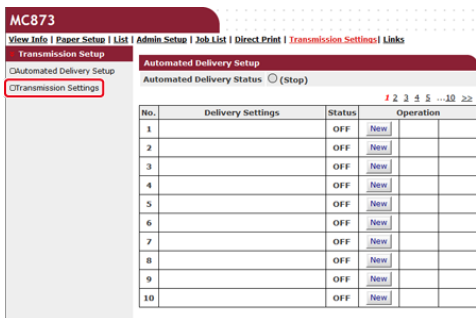 MC873
View Info | Paper Setup | List | Admin Setup | Job List | Direct Print | Transmission Settings| Links
Transmission Setup
Automated Delivery Setup
Transmission Settings
Automated Delivery Setup
Automated Delivery Status (Stop)
1 2 3 4 5 ...10 >>
No. Delivery Settings Status Operation
1 OFF New
2 OFF New
3 OFF New
4 OFF New
5 OFF New
6 OFF New
7 OFF New
8 OFF New
9 OFF New
10 OFF New